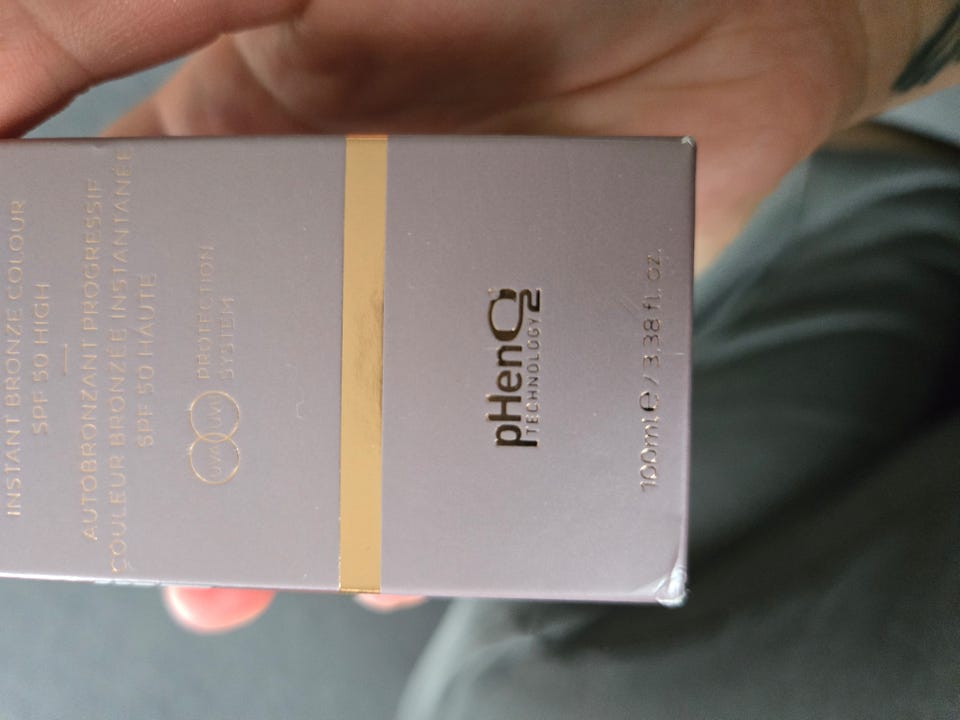 INSTANT BRONZE COLOUR
SPF 50 HIGH
AUTOBRONZANT PROGRESSIF
COULEUR BRONZÉE INSTANTANÉE
SPF 50 HAUTE
UVA UVB PROTECTION
SYSTEM
pHenO2
TECHNOLOGY
100ml e / 3.38 fl. oz.